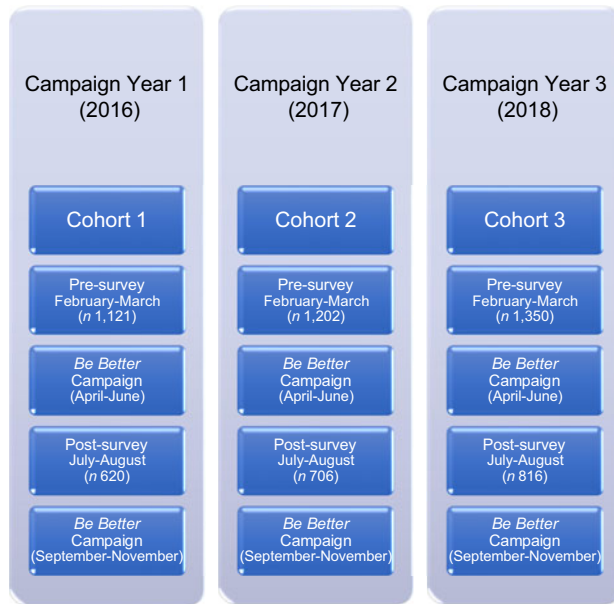 Campaign Year 1
(2016)
Cohort 1
Pre-survey
February-March
(n 1,121)
Be Better
Campaign
(April-June)
Post-survey
July-August
(n 620)
Be Better
Campaign
(September-November)
Campaign Year 2
(2017)
Cohort 2
Pre-survey
February-March
(n 1,202)
Be Better
Campaign
(April-June)
Post-survey
July-August
(n 706)
Be Better
Campaign
(September-November)
Campaign Year 3
(2018)
Cohort 3
Pre-survey
February-March
(n 1,350)
Be Better
Campaign
(April-June)
Post-survey
July-August
(n 816)
Be Better
Campaign
(September-November)